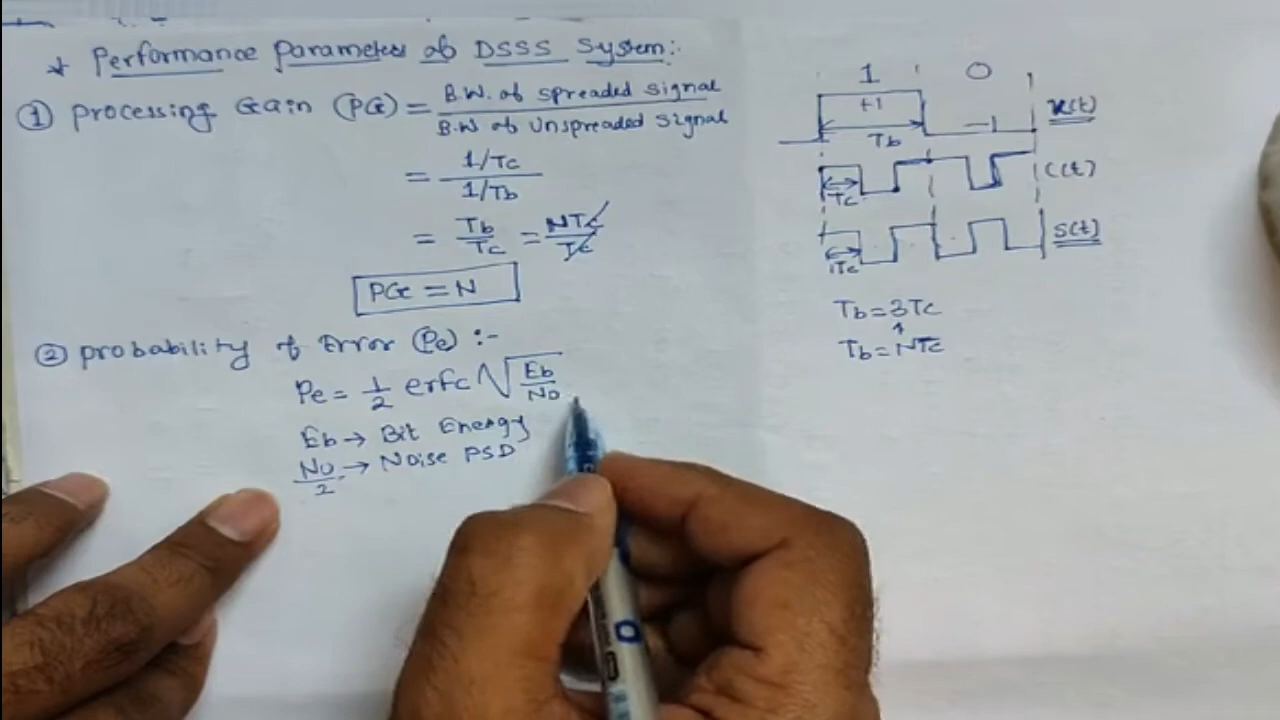 * Performance Parameters of DSSS System:-
① Processing Gain (PG) = B.W. of spreaded signal / B.W of Unspreaded signal
= 1/Tc / 1/Tb
= Tb/Tc = NTc/Tc
PG = N
② probability of Error (Pe) :-
Pe = 1/2 erfc √Eb/No
Eb → Bit Energy
No/2 → Noise PSD
1 0
+1 -1 x(t)
Tb
c(t)
Tc
s(t)
Tc
Tb = 3Tc
Tb = NTc